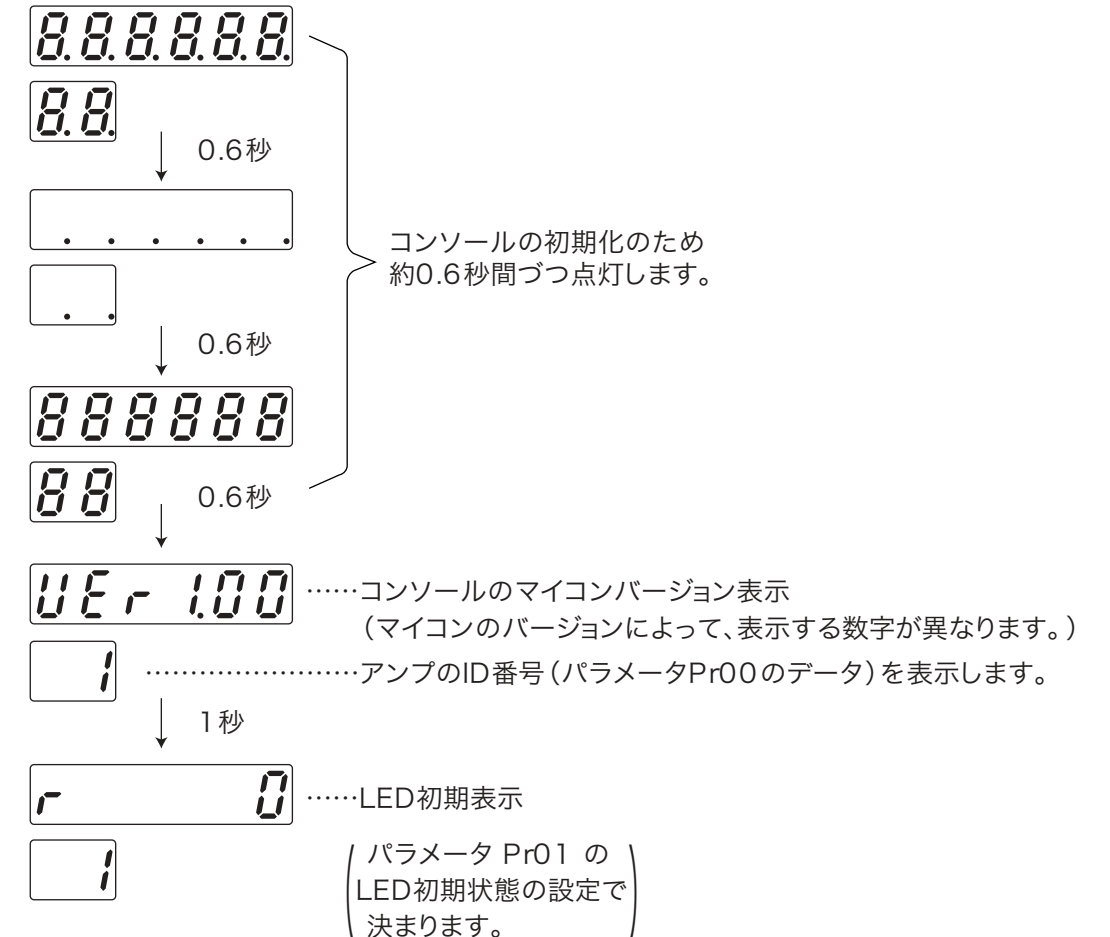 8.8.8.8.8.8.
8.8.
0.6秒
. . . . . .
. .
0.6秒
コンソールの初期化のため
約0.6秒間づつ点灯します。
888888
88
0.6秒
UEr 1.00 ……コンソールのマイコンバージョン表示
（マイコンのバージョンによって、表示する数字が異なります。）
1 ……………………アンプのID番号（パラメータPr00のデータ）を表示します。
1秒
r 0 ……LED初期表示
1
（パラメータ Pr01 の
LED初期状態の設定で
決まります。）